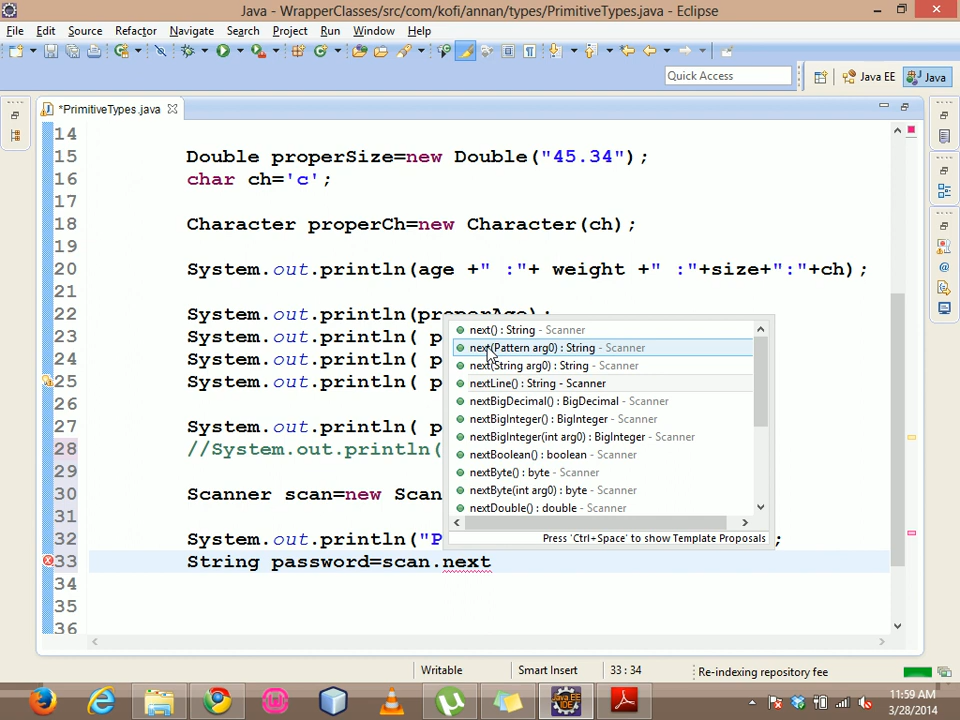 Java - WrapperClasses/src/com/kofi/annan/types/PrimitiveTypes.java - Eclipse
File Edit Source Refactor Navigate Search Project Run Window Help
Quick Access
Java EE
Java
*PrimitiveTypes.java
14
15 Double properSize=new Double("45.34");
16 char ch='c';
17
18 Character properCh=new Character(ch);
19
20 System.out.println(age +" :"+ weight +" :"+size+":"+ch);
21
22 System.out.println(properAge);
23 System.out.println( p
24 System.out.println( p
25 System.out.println( p
26
27 System.out.println( p
28 //System.out.println(
29
30 Scanner scan=new Scan
31
32 System.out.println("P ;
33 String password=scan.next
34
35
36
next() : String - Scanner
next(Pattern arg0) : String - Scanner
next(String arg0) : String - Scanner
nextLine() : String - Scanner
nextBigDecimal() : BigDecimal - Scanner
nextBigInteger() : BigInteger - Scanner
nextBigInteger(int arg0) : BigInteger - Scanner
nextBoolean() : boolean - Scanner
nextByte() : byte - Scanner
nextByte(int arg0) : byte - Scanner
nextDouble() : double - Scanner
Press 'Ctrl+Space' to show Template Proposals
Writable
Smart Insert
33 : 34
Re-indexing repository fee
Java EE
IDE
11:59 AM
3/28/2014